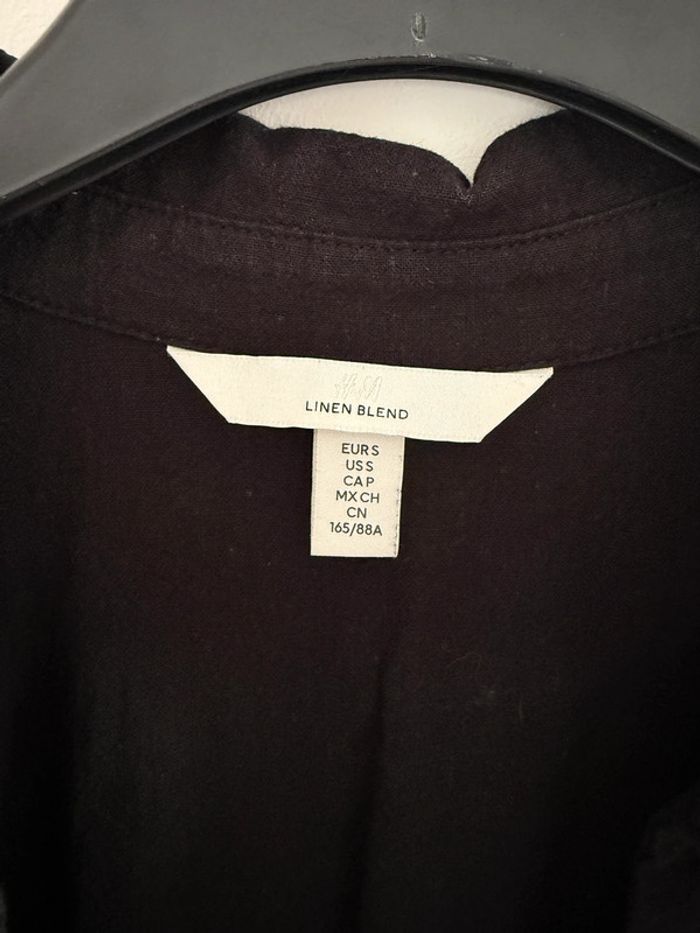 H&M
LINEN BLEND
EUR S
US S
CA P
MX CH
CN
165/88A